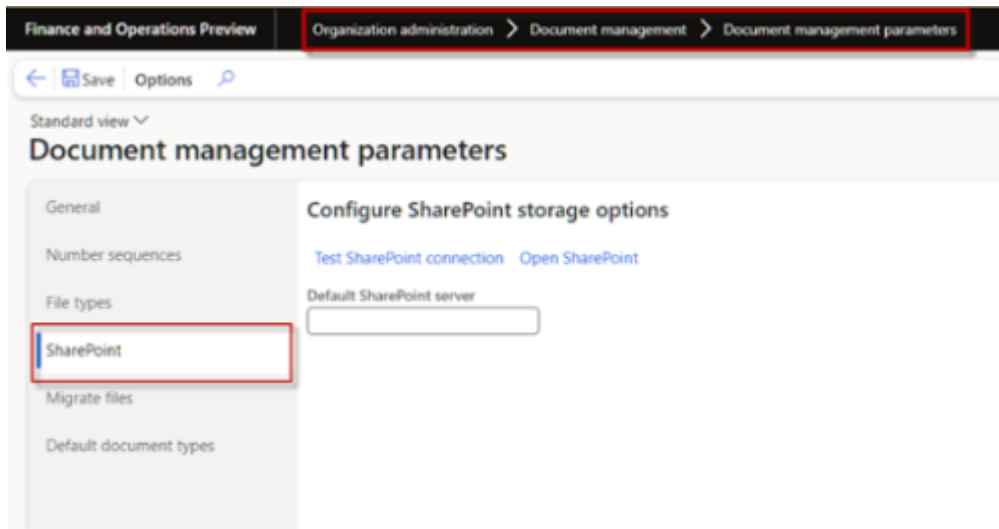 Finance and Operations Preview Organization administration > Document management > Document management parameters
Save Options
Standard view
Document management parameters
General
Number sequences
File types
SharePoint
Migrate files
Default document types
Configure SharePoint storage options
Test SharePoint connection Open SharePoint
Default SharePoint server